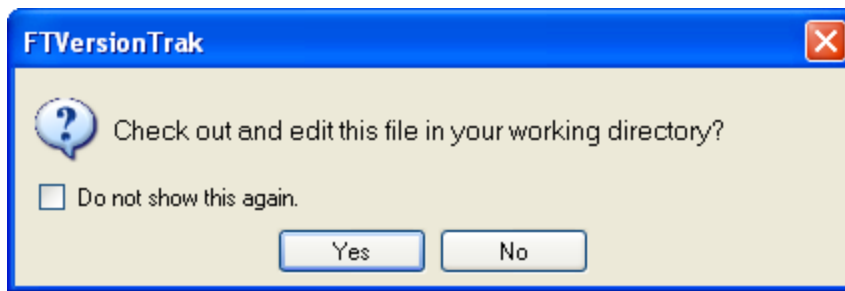 FTVersionTrak
Check out and edit this file in your working directory?
Do not show this again.
Yes No